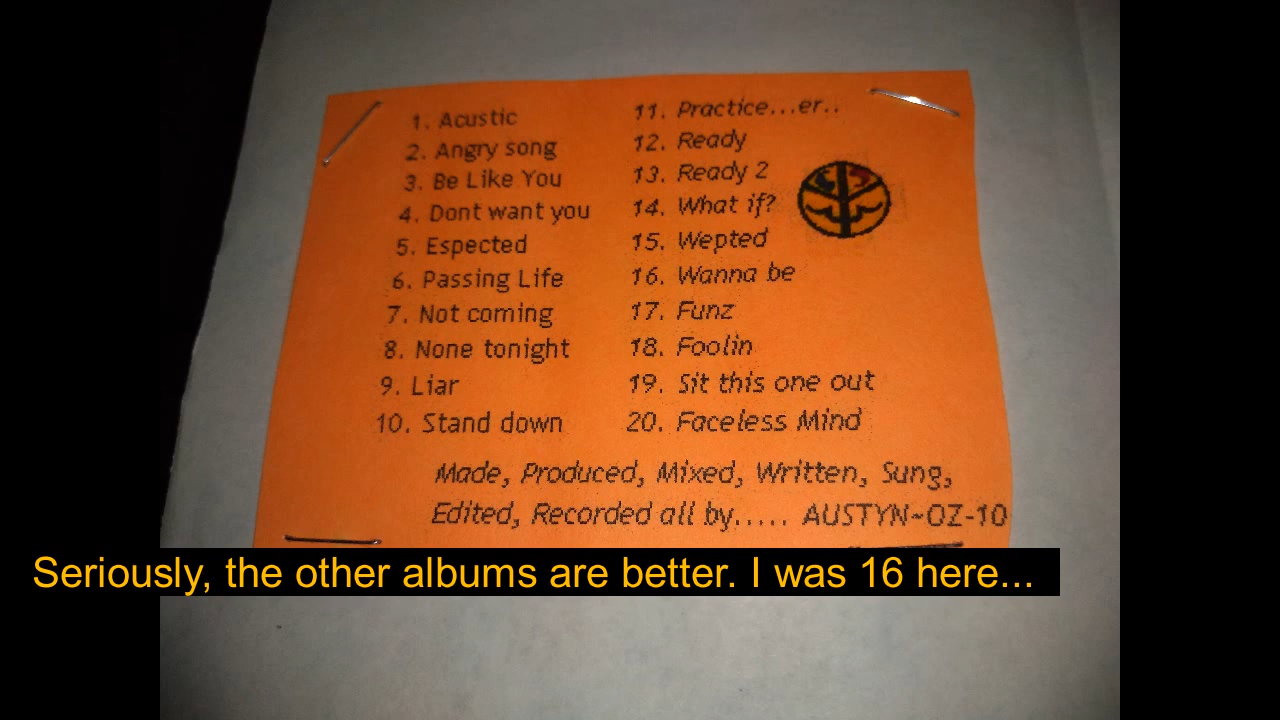 1. Acustic
2. Angry song
3. Be Like You
4. Dont want you
5. Espected
6. Passing Life
7. Not coming
8. None tonight
9. Liar
10. Stand down
11. Practice...er..
12. Ready
13. Ready 2
14. What if?
15. Wepted
16. Wanna be
17. Funz
18. Foolin
19. Sit this one out
20. Faceless Mind
Made, Produced, Mixed, Written, Sung,
Edited, Recorded all by..... AUSTYN~OZ-10
Seriously, the other albums are better. I was 16 here...